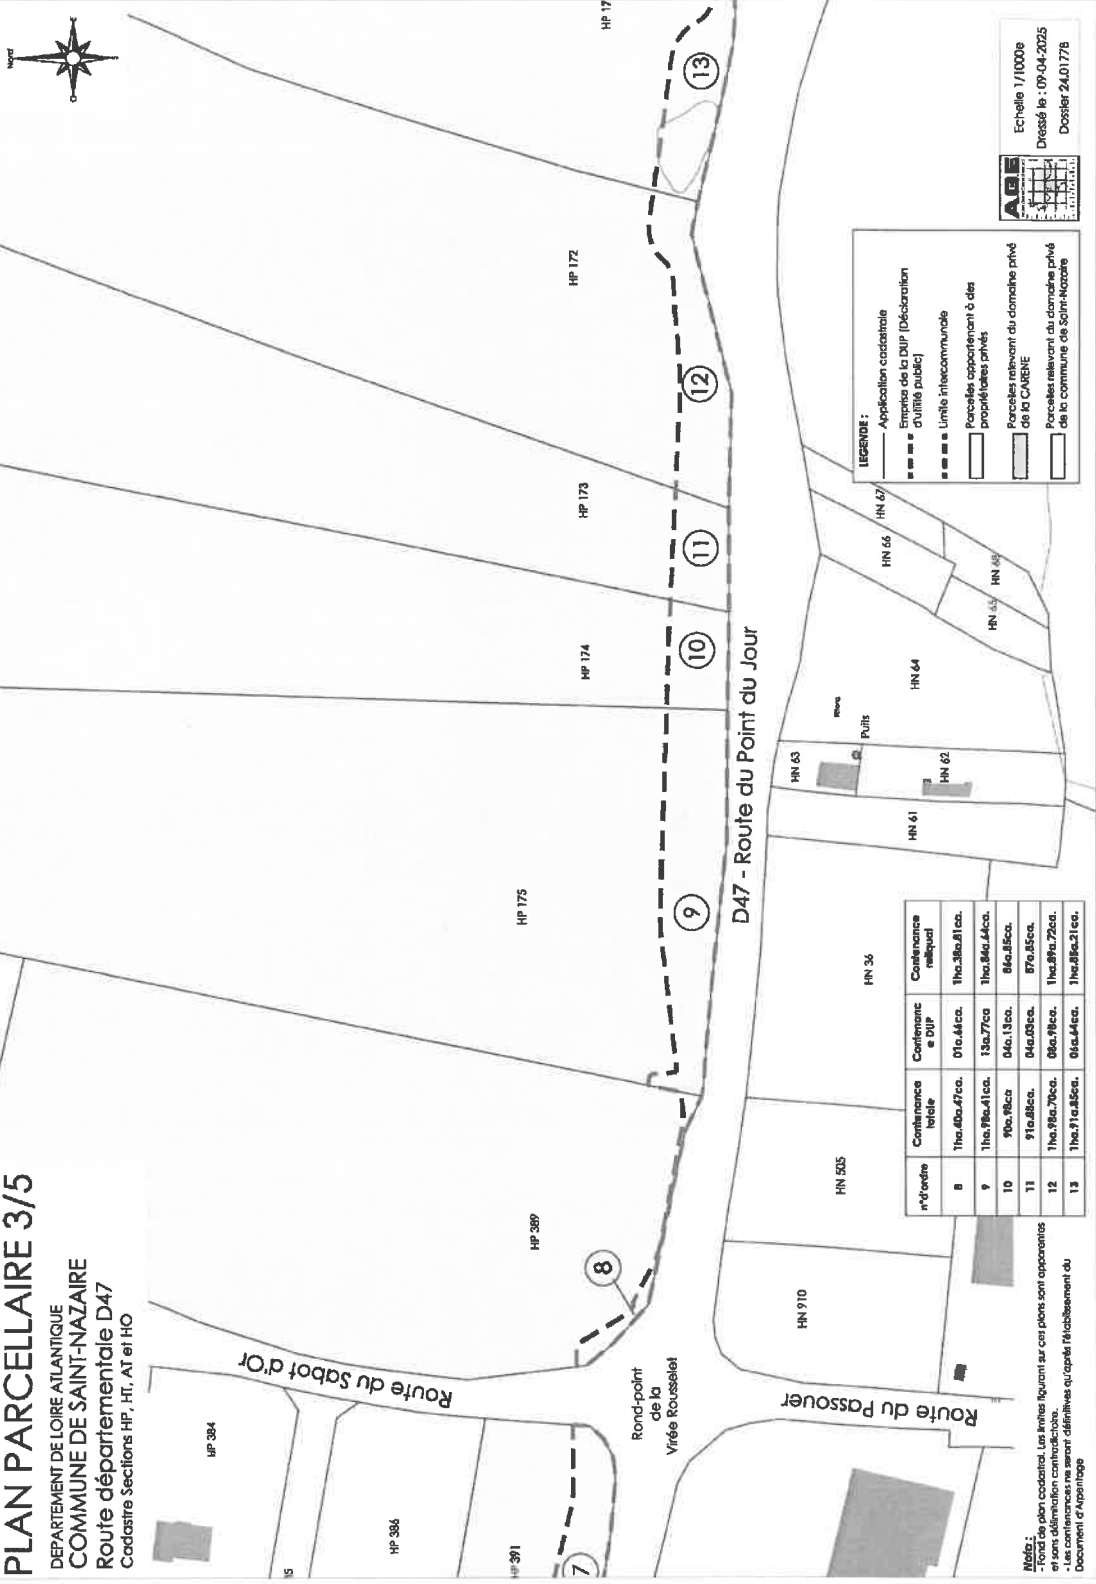 PLAN PARCELLAIRE 3/5
DEPARTEMENT DE LOIRE ATLANTIQUE
COMMUNE DE SAINT-NAZAIRE
Route départementale D47
Cadastre Sections HP, HT, AT et HO
Nord
E
O
HP 384
HP 386
HP 391
HP 389
HP 175
HP 174
HP 173
HP 172
HP 17
7
8
9
10
11
12
13
Route du Sabot d'Or
Rond-point
de la
Virée Rousselet
Route du Passouer
D47 - Route du Point du Jour
HN 910
HN 505
HN 36
HN 61
HN 62
HN 63
Puits
HN 64
HN 65
HN 66
HN 67
HN 68
LEGENDE :
Application cadastrale
Emprise de la DUP (Déclaration
d'utilité public)
Limite intercommunale
Parcelles appartenant à des
propriétaires privés
Parcelles relevant du domaine privé
de la CARENE
Parcelles relevant du domaine privé
de la commune de Saint-Nazaire
AGE
Echelle 1/1000e
Dressé le : 09-04-2025
Dossier 24.01778
n°d'ordre Contenance totale Contenanc e DUP Contenance reliquat
8 1ha.40a.47ca. 01a.66ca. 1ha.38a.81ca.
9 1ha.98a.41ca. 13a.77ca 1ha.84a.64ca.
10 90a.98ca 04a.13ca. 86a.85ca.
11 91a.88ca. 04a.03ca. 87a.85ca.
12 1ha.98a.70ca. 08a.98ca. 1ha.89a.72ca.
13 1ha.91a.85ca. 06a.64ca. 1ha.85a.21ca.
Nota :
- Fond de plan cadastral. Les limites figurant sur ces plans sont apparentes
et sans délimitation contradictoire.
- Les contenances ne seront définitives qu'après l'établissement du
Document d'Arpentage